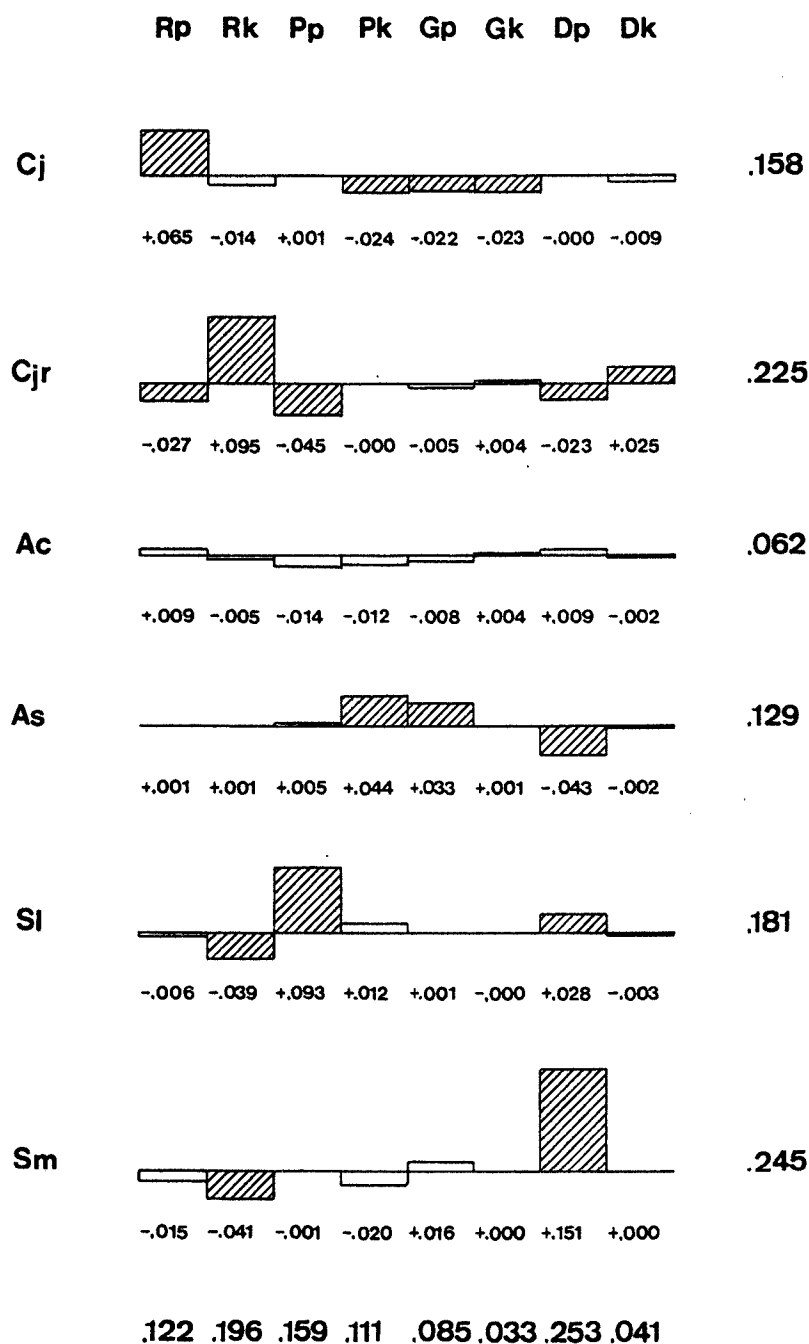 Rp Rk Pp Pk Gp Gk Dp Dk
Cj .158
+.065 -.014 +.001 -.024 -.022 -.023 -.000 -.009
Cjr .225
-.027 +.095 -.045 -.000 -.005 +.004 -.023 +.025
Ac .062
+.009 -.005 -.014 -.012 -.008 +.004 +.009 -.002
As .129
+.001 +.001 +.005 +.044 +.033 +.001 -.043 -.002
Sl .181
-.006 -.039 +.093 +.012 +.001 -.000 +.028 -.003
Sm .245
-.015 -.041 -.001 -.020 +.016 +.000 +.151 +.000
.122 .196 .159 .111 .085 .033 .253 .041